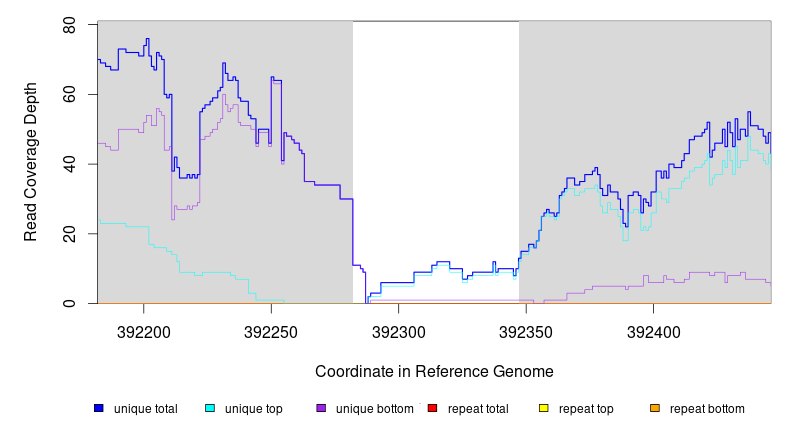 80
60
40
20
0
Read Coverage Depth
392200 392250 392300 392350 392400
Coordinate in Reference Genome
unique total unique top unique bottom repeat total repeat top repeat bottom